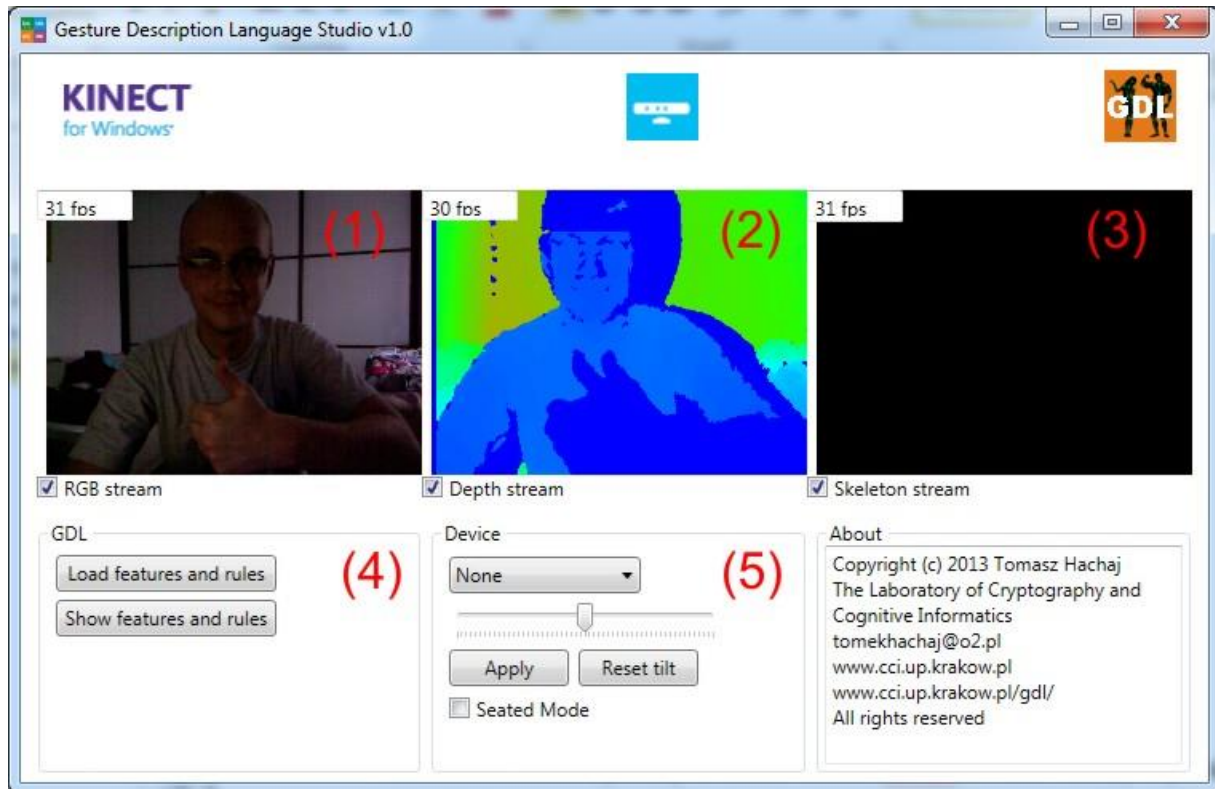 Gesture Description Language Studio v1.0
KINECT
for Windows
GDL
31 fps
(1)
30 fps
(2)
31 fps
(3)
RGB stream
Depth stream
Skeleton stream
GDL
Load features and rules
Show features and rules
(4)
Device
None
(5)
Apply
Reset tilt
Seated Mode
About
Copyright (c) 2013 Tomasz Hachaj
The Laboratory of Cryptography and
Cognitive Informatics
tomekhachaj@o2.pl
www.cci.up.krakow.pl
www.cci.up.krakow.pl/gdl/
All rights reserved